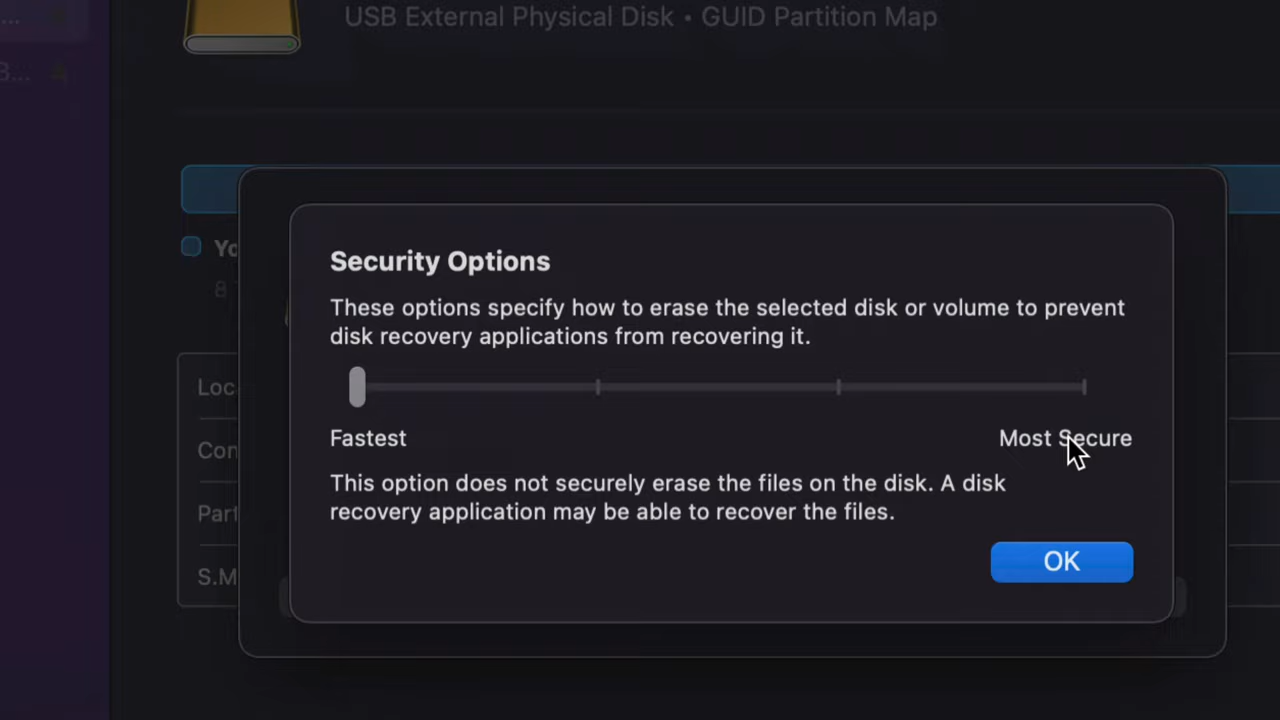 USB External Physical Disk • GUID Partition Map
Security Options
These options specify how to erase the selected disk or volume to prevent
disk recovery applications from recovering it.
Fastest
Most Secure
This option does not securely erase the files on the disk. A disk
recovery application may be able to recover the files.
OK